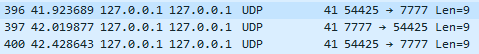 396 41.923689 127.0.0.1 127.0.0.1 UDP 41 54425 → 7777 Len=9
397 42.019877 127.0.0.1 127.0.0.1 UDP 41 7777 → 54425 Len=9
400 42.428643 127.0.0.1 127.0.0.1 UDP 41 54425 → 7777 Len=9